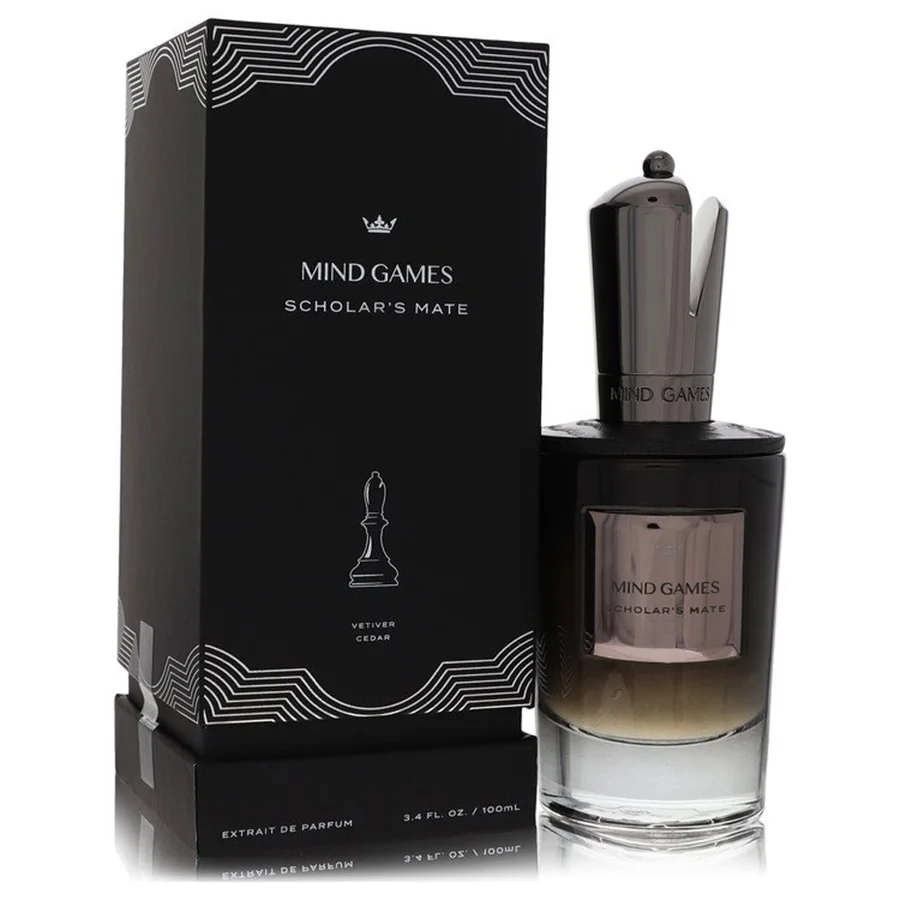 MIND GAMES
SCHOLAR'S MATE
VETIVER
CEDAR
EXTRAIT DE PARFUM
3.4 FL. OZ. / 100mL
MIND GAMES
MIND GAMES
SCHOLAR'S MATE